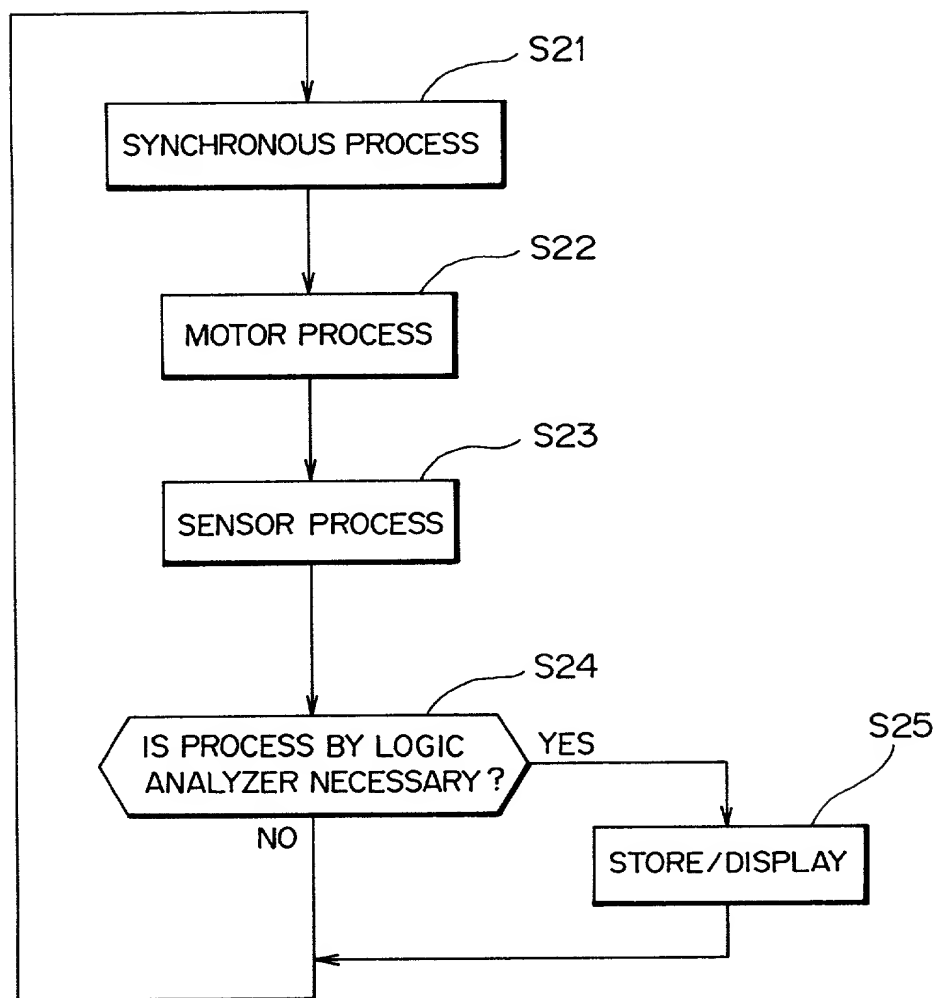 S21
SYNCHRONOUS PROCESS
S22
MOTOR PROCESS
S23
SENSOR PROCESS
S24
IS PROCESS BY LOGIC
ANALYZER NECESSARY?
YES
S25
NO
STORE/DISPLAY